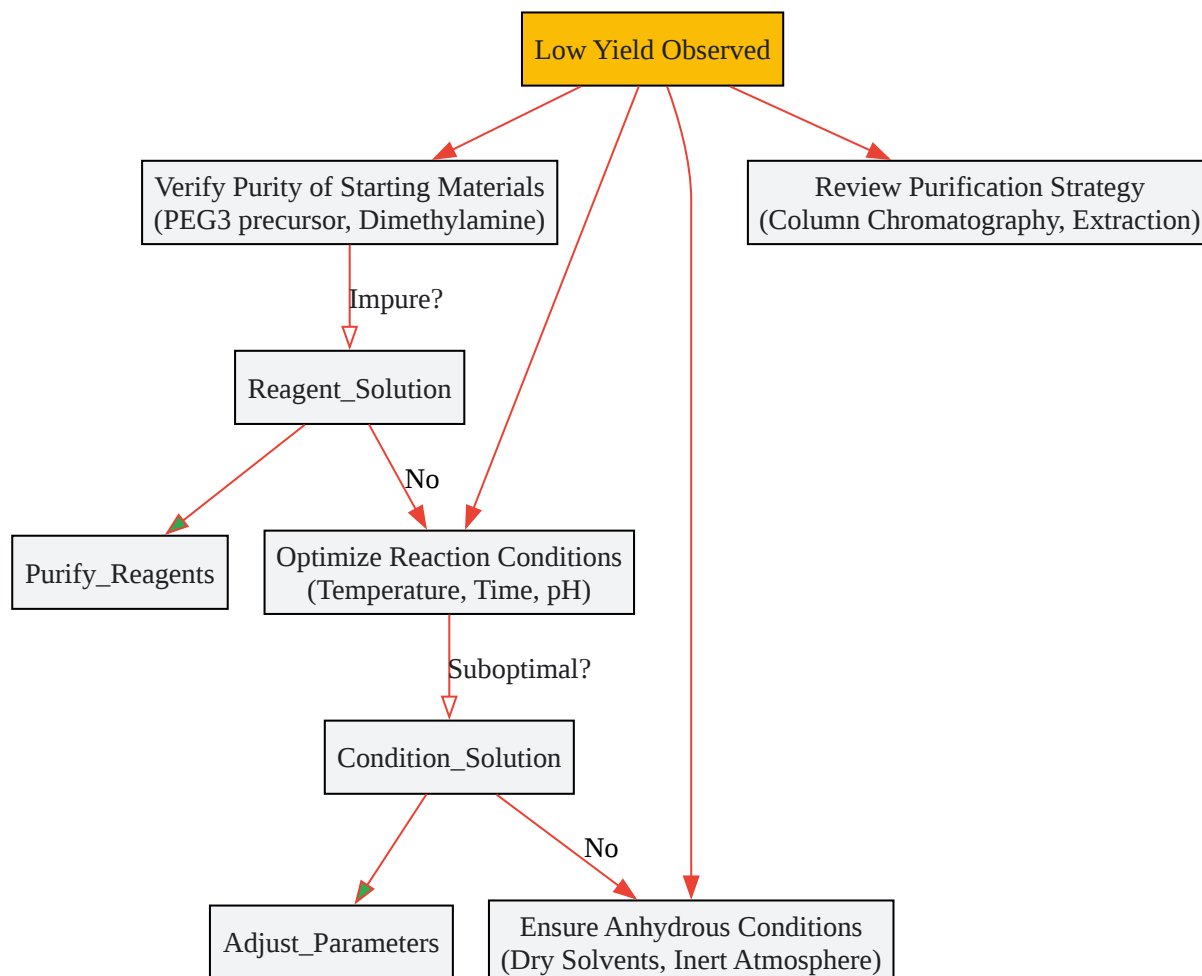 Low Yield Observed
Verify Purity of Starting Materials
(PEG3 precursor, Dimethylamine)
Review Purification Strategy
(Column Chromatography, Extraction)
Impure?
Reagent_Solution
No
Purify_Reagents
Optimize Reaction Conditions
(Temperature, Time, pH)
Suboptimal?
Condition_Solution
No
Adjust_Parameters
Ensure Anhydrous Conditions
(Dry Solvents, Inert Atmosphere)